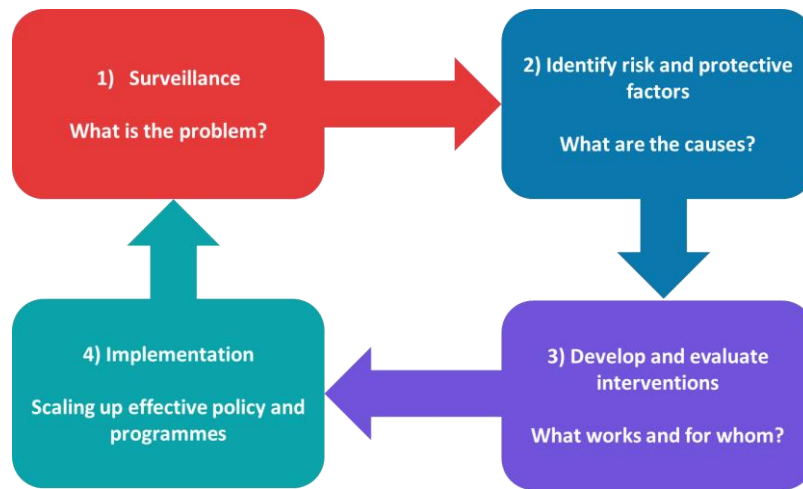 1) Surveillance
What is the problem?
2) Identify risk and protective
factors
What are the causes?
3) Develop and evaluate
interventions
What works and for whom?
4) Implementation
Scaling up effective policy and
programmes